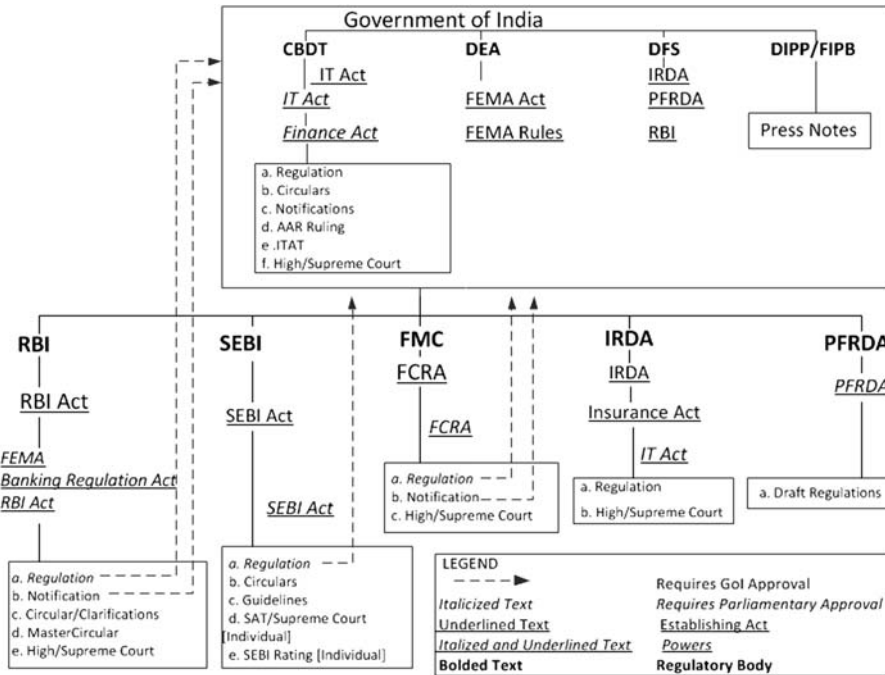 Government of India
CBDT
IT Act
IT Act
Finance Act
a. Regulation
b. Circulars
c. Notifications
d. AAR Ruling
e .ITAT
f. High/Supreme Court
DEA
FEMA Act
FEMA Rules
DFS
IRDA
PFRDA
RBI
DIPP/FIPB
Press Notes
RBI
RBI Act
FEMA
Banking Regulation Act
RBI Act
a. Regulation
b. Notification
c. Circular/Clarifications
d. MasterCircular
e. High/Supreme Court
SEBI
SEBI Act
SEBI Act
a. Regulation
b. Circulars
c. Guidelines
d. SAT/Supreme Court
[Individual]
e. SEBI Rating [Individual]
FMC
FCRA
FCRA
a. Regulation
b. Notification
c. High/Supreme Court
IRDA
IRDA
Insurance Act
IT Act
a. Regulation
b. High/Supreme Court
PFRDA
PFRDA
a. Draft Regulations
LEGEND
Requires GoI Approval
Italicized Text
Requires Parliamentary Approval
Underlined Text
Establishing Act
Italized and Underlined Text
Powers
Bolded Text
Regulatory Body